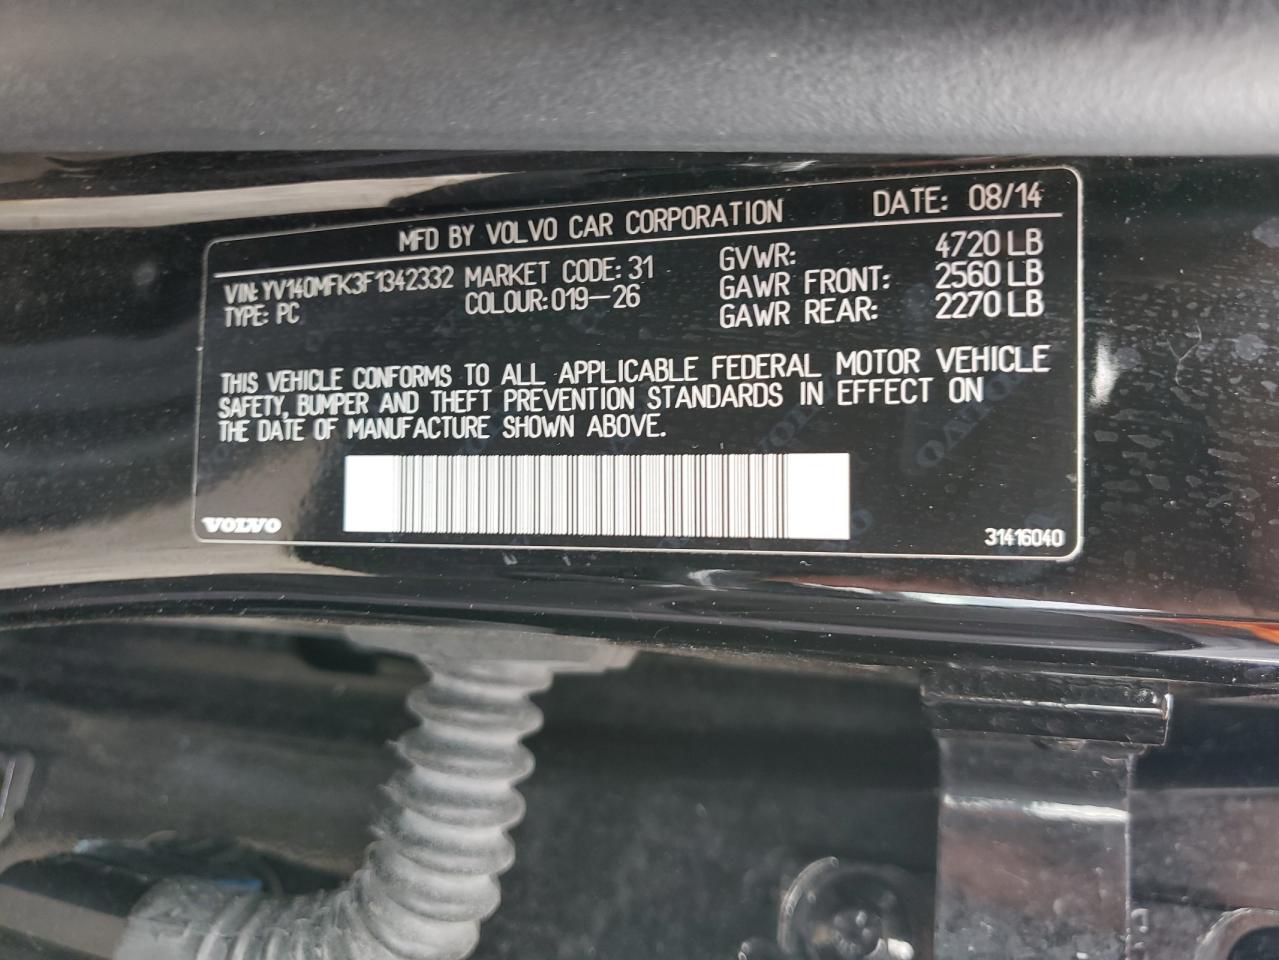 MFD BY VOLVO CAR CORPORATION DATE: 08/14
VIN: YV140MFK3F1342332 MARKET CODE: 31 GVWR: 4720 LB
TYPE: PC COLOUR: 019-26 GAWR FRONT: 2560 LB
GAWR REAR: 2270 LB
THIS VEHICLE CONFORMS TO ALL APPLICABLE FEDERAL MOTOR VEHICLE
SAFETY, BUMPER AND THEFT PREVENTION STANDARDS IN EFFECT ON
THE DATE OF MANUFACTURE SHOWN ABOVE.
VOLVO
31416040